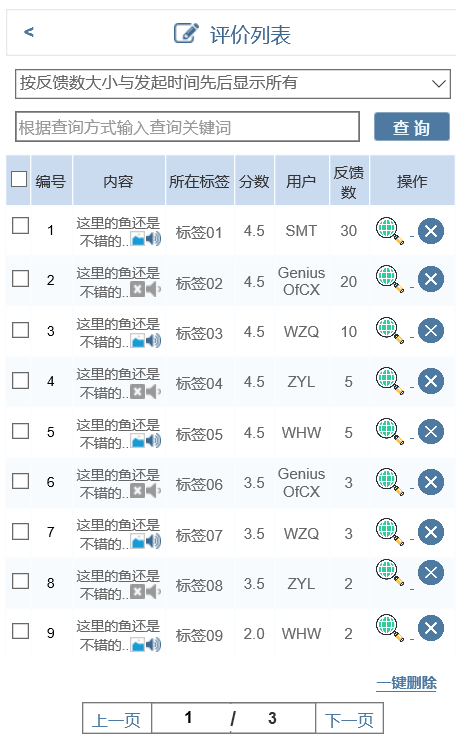 < 评价列表
按反馈数大小与发起时间先后显示所有
根据查询方式输入查询关键词 查 询
编号 内容 所在标签 分数 用户 反馈数 操作
1 这里的鱼还是不错的.. 标签01 4.5 SMT 30
2 这里的鱼还是不错的.. 标签02 4.5 Genius OfCX 20
3 这里的鱼还是不错的.. 标签03 4.5 WZQ 10
4 这里的鱼还是不错的.. 标签04 4.5 ZYL 5
5 这里的鱼还是不错的.. 标签05 4.5 WHW 5
6 这里的鱼还是不错的.. 标签06 3.5 Genius OfCX 3
7 这里的鱼还是不错的.. 标签07 3.5 WZQ 3
8 这里的鱼还是不错的.. 标签08 3.5 ZYL 2
9 这里的鱼还是不错的.. 标签09 2.0 WHW 2
一键删除
上一页 1 / 3 下一页